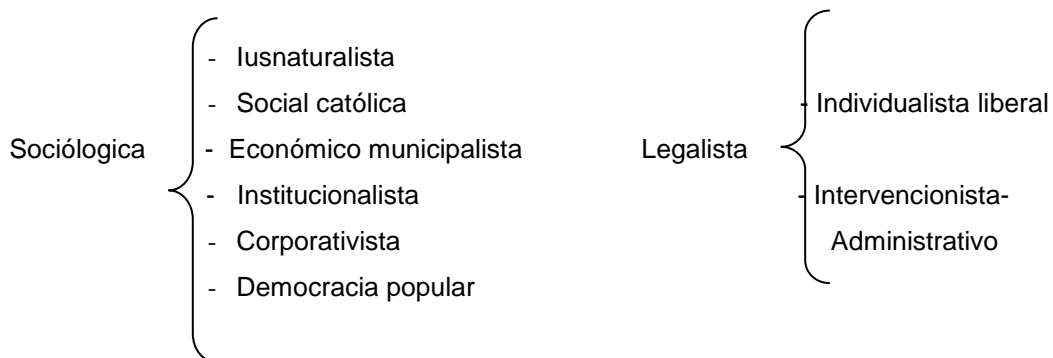 Sociólogica
- Iusnaturalista
- Social católica
- Económico municipalista
- Institucionalista
- Corporativista
- Democracia popular
Legalista
- Individualista liberal
- Intervencionista-
Administrativo